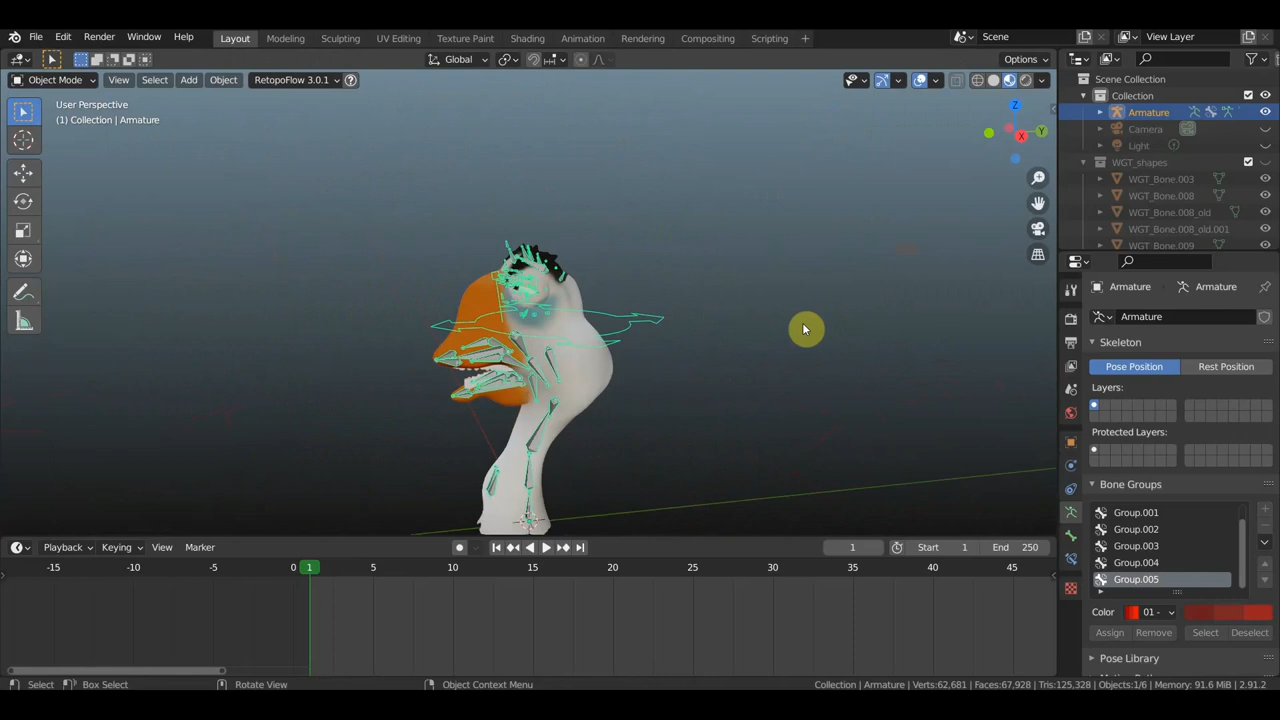 File Edit Render Window Help Layout Modeling Sculpting UV Editing Texture Paint Shading Animation Rendering Compositing Scripting + Scene View Layer
Global Options
Object Mode View Select Add Object RetopoFlow 3.0.1
User Perspective
(1) Collection | Armature
Z
Y
X
Scene Collection
Collection
Armature
Camera
Light
WGT_shapes
WGT_Bone.003
WGT_Bone.008
WGT_Bone.008_old
WGT_Bone.008_old.001
WGT_Bone.009
Armature Armature
Armature
Skeleton
Pose Position Rest Position
Layers:
Protected Layers:
Bone Groups
Group.001
Group.002
Group.003
Group.004
Group.005
Color 01 -
Assign Remove Select Deselect
Pose Library
Playback Keying View Marker 1 Start 1 End 250
-15 -10 -5 0 1 5 10 15 20 25 30 35 40 45
Select Box Select Rotate View Object Context Menu Collection | Armature | Verts:62,681 | Faces:67,928 | Tris:125,328 | Objects:1/6 | Memory: 91.6 MiB | 2.91.2